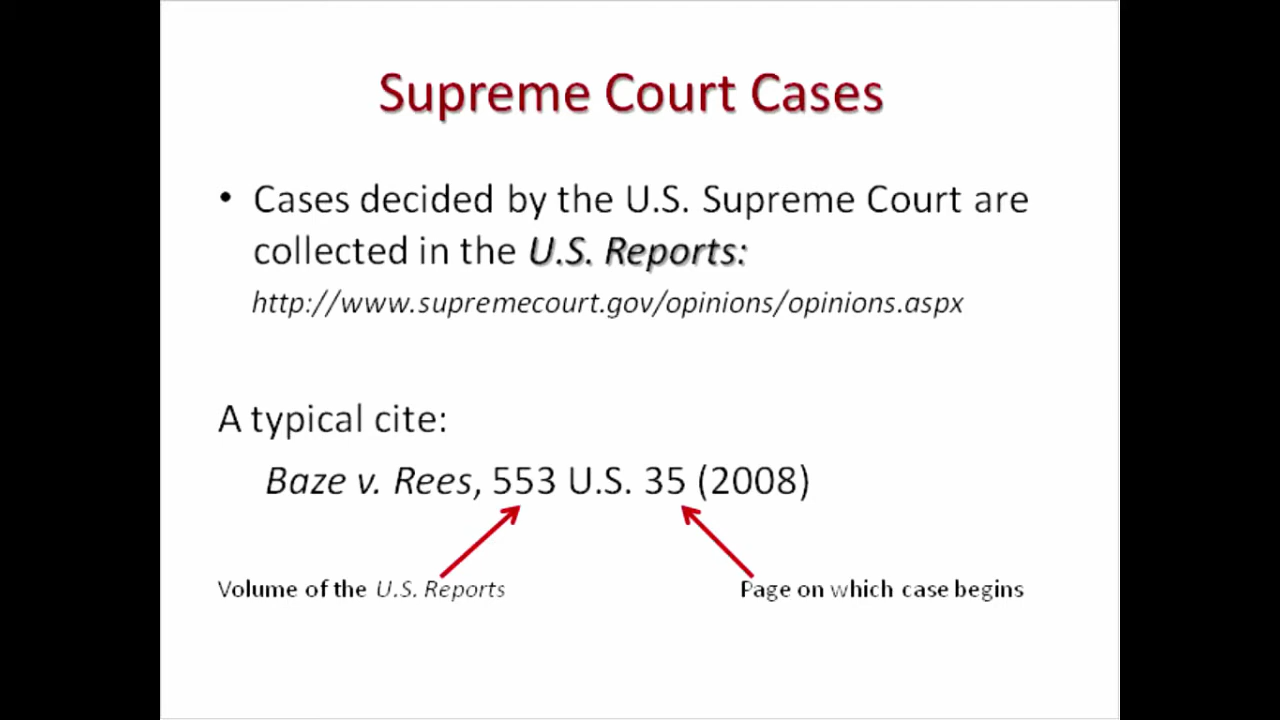 Supreme Court Cases
• Cases decided by the U.S. Supreme Court are
collected in the U.S. Reports:
http://www.supremecourt.gov/opinions/opinions.aspx
A typical cite:
Baze v. Rees, 553 U.S. 35 (2008)
Volume of the U.S. Reports
Page on which case begins